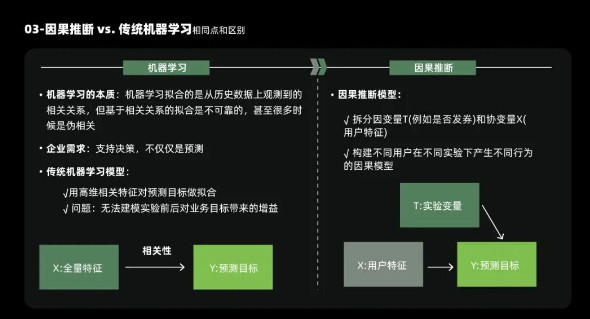 03-因果推断 vs. 传统机器学习相同点和区别
机器学习
• 机器学习的本质：机器学习拟合的是从历史数据上观测到的
相关关系，但基于相关关系的拟合是不可靠的，甚至很多时
候是伪相关
• 企业需求：支持决策，不仅仅是预测
• 传统机器学习模型：
√用高维相关特征对预测目标做拟合
√ 问题：无法建模实验前后对业务目标带来的增益
相关性
X:全量特征
Y:预测目标
因果推断
• 因果推断模型：
√ 拆分因变量T(例如是否发券)和协变量X(
用户特征)
√ 构建不同用户在不同实验下产生不同行为
的因果模型
T:实验变量
X:用户特征
Y:预测目标